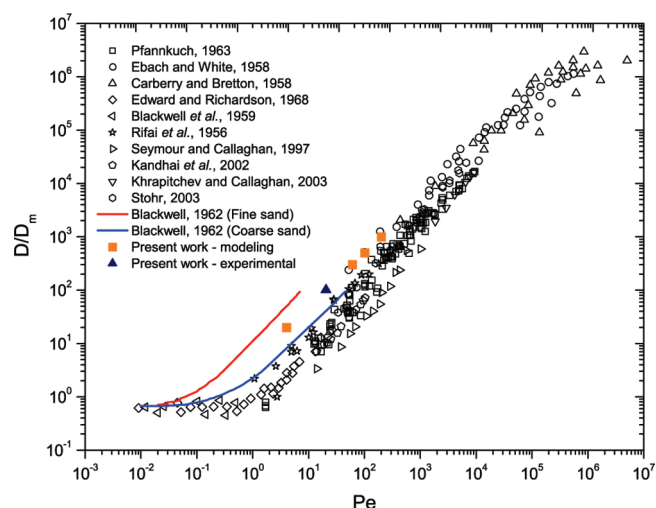 10^7
10^6
10^5
10^4
10^3
10^2
10^1
10^0
10^-1
D/D_m
Pfannkuch, 1963
Ebach and White, 1958
Carberry and Bretton, 1958
Edward and Richardson, 1968
Blackwell et al., 1959
Rifai et al., 1956
Seymour and Callaghan, 1997
Kandhai et al., 2002
Khrapitchev and Callaghan, 2003
Stohr, 2003
Blackwell, 1962 (Fine sand)
Blackwell, 1962 (Coarse sand)
Present work - modeling
Present work - experimental
10^-3 10^-2 10^-1 10^0 10^1 10^2 10^3 10^4 10^5 10^6 10^7
Pe